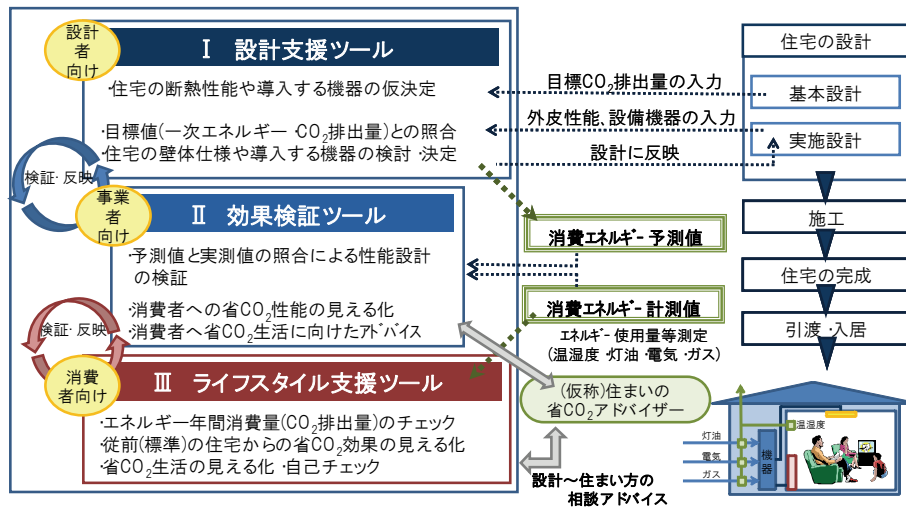 設計
者
向け
Ⅰ 設計支援ツール
・住宅の断熱性能や導入する機器の仮決定
・目標値(一次エネルギー・CO2排出量)との照合
・住宅の壁体仕様や導入する機器の検討・決定
検証・反映
事業
者
向け
Ⅱ 効果検証ツール
・予測値と実測値の照合による性能設計
の検証
・消費者への省CO2性能の見える化
・消費者へ省CO2生活に向けたアドバイス
検証・反映
消費
者向け
Ⅲ ライフスタイル支援ツール
・エネルギー年間消費量(CO2排出量)のチェック
・従前(標準)の住宅からの省CO2効果の見える化
・省CO2生活の見える化・自己チェック
目標CO2排出量の入力
外皮性能、設備機器の入力
設計に反映
消費エネルギー予測値
消費エネルギー計測値
エネルギー使用量等測定
(温湿度・灯油・電気・ガス)
(仮称)住まいの
省CO2アドバイザー
設計～住まい方の
相談アドバイス
住宅の設計
基本設計
実施設計
施工
住宅の完成
引渡・入居
温湿度
灯油
電気
ガス
機
器